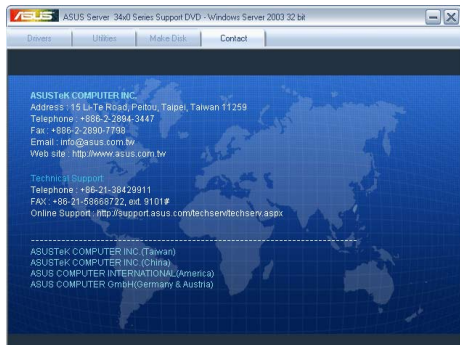 ASUS ASUS Server 34x0 Series Support DVD - Windows Server 2003 32 bit
Drivers Utilities Make Disk Contact
ASUSTeK COMPUTER INC.
Address : 15 Li-Te Road, Peitou, Taipei, Taiwan 11259
Telephone : +886-2-2894-3447
Fax : +886-2-2890-7798
Email : info@asus.com.tw
Web site : http://www.asus.com.tw
Technical Support
Telephone : +86-21-38429911
FAX : +86-21-58668722, ext. 9101#
Online Support : http://support.asus.com/techserv/techserv.aspx
ASUSTeK COMPUTER INC.(Taiwan)
ASUSTeK COMPUTER INC.(China)
ASUS COMPUTER INTERNATIONAL(America)
ASUS COMPUTER GmbH(Germany & Austria)